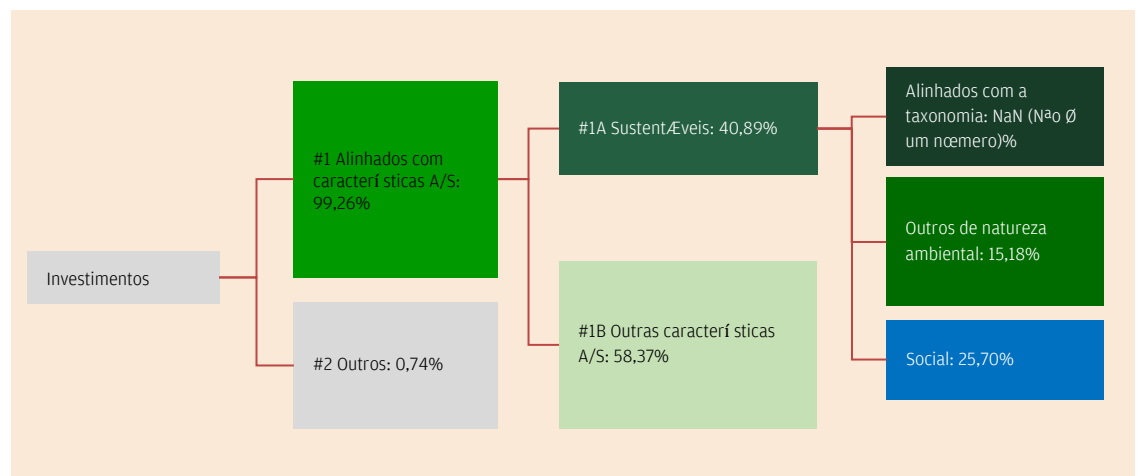 Investimentos
#1 Alinhados com
caracterí sticas A/S:
99,26%
#2 Outros: 0,74%
#1A SustentÆveis: 40,89%
#1B Outras caracterí sticas
A/S: 58,37%
Alinhados com a
taxonomia: NaN (Nªo Ø
um nœmero)%
Outros de natureza
ambiental: 15,18%
Social: 25,70%